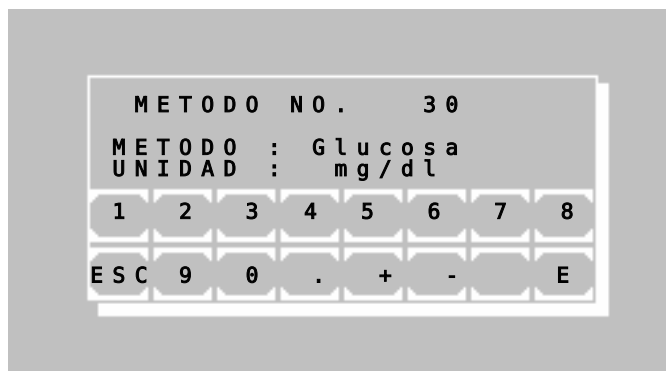 METODO NO. 30
METODO : Glucosa
UNIDAD : mg/dl
1 2 3 4 5 6 7 8
ESC 9 0 . + - E